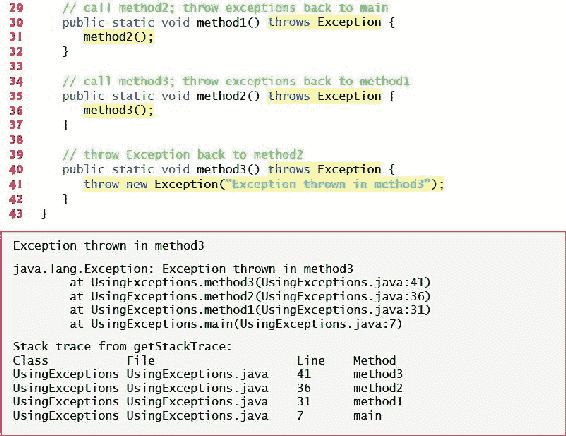 29 // call method2; throw exceptions back to main
30 public static void method1() throws Exception {
31 method2();
32 }
33
34 // call method3; throw exceptions back to method1
35 public static void method2() throws Exception {
36 method3();
37 }
38
39 // throw Exception back to method2
40 public static void method3() throws Exception {
41 throw new Exception("Exception thrown in method3");
42 }
43 }
Exception thrown in method3
java.lang.Exception: Exception thrown in method3
at UsingExceptions.method3(UsingExceptions.java:41)
at UsingExceptions.method2(UsingExceptions.java:36)
at UsingExceptions.method1(UsingExceptions.java:31)
at UsingExceptions.main(UsingExceptions.java:7)
Stack trace from getStackTrace:
Class File Line Method
UsingExceptions UsingExceptions.java 41 method3
UsingExceptions UsingExceptions.java 36 method2
UsingExceptions UsingExceptions.java 31 method1
UsingExceptions UsingExceptions.java 7 main